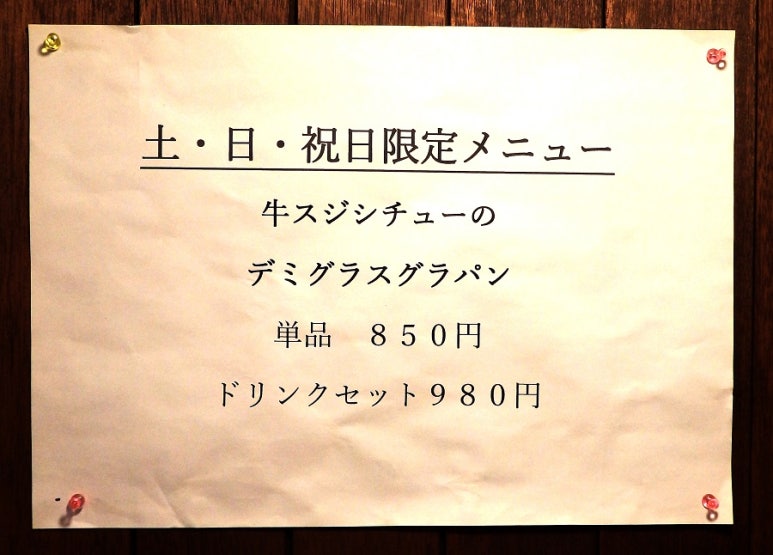 土・日・祝日限定メニュー
牛スジシチューの
デミグラスグラパン
単品　８５０円
ドリンクセット９８０円